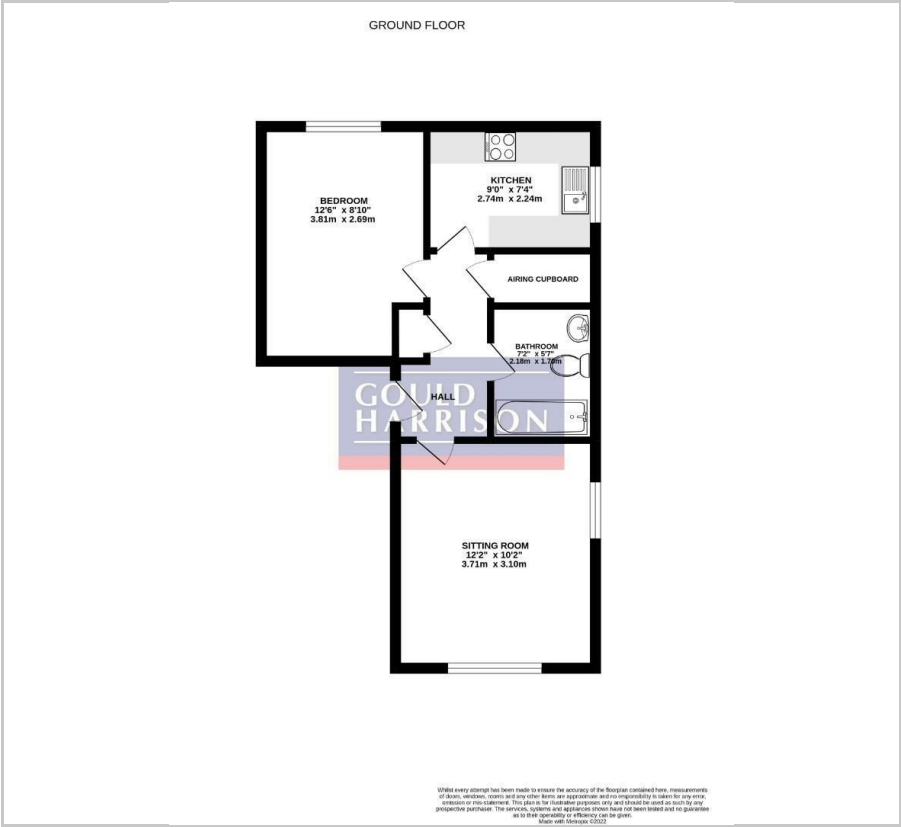 GROUND FLOOR
KITCHEN
9'0" x 7'4"
2.74m x 2.24m
BEDROOM
12'6" x 8'10"
3.81m x 2.69m
AIRING CUPBOARD
BATHROOM
7'2" x 5'7"
2.18m x 1.70m
HALL
GOULD
HARRISON
SITTING ROOM
12'2" x 10'2"
3.71m x 3.10m
Whilst every attempt has been made to ensure the accuracy of the floorplan contained here, measurements
of doors, windows, rooms and any other items are approximate and no responsibility is taken for any error,
omission or mis-statement. This plan is for illustrative purposes only and should be used as such by any
prospective purchaser. The services, systems and appliances shown have not been tested and no guarantee
as to their operability or efficiency can be given.
Made with Metropix ©2022